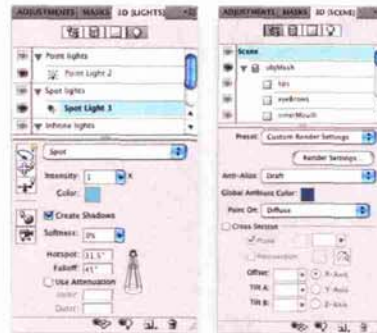 ADJUSTMENTS MASKS 3D {LIGHTS}
Point lights
Point Light 2
Spot lights
Spot Light 3
Infinite lights
Spot
Intensity: 1 X
Color:
Create Shadows
Softness: 0%
Hotspot: 31.5°
Falloff: 45°
Use Attenuation
Inner:
Outer:
ADJUSTMENTS MASKS 3D {SCENE}
Scene
objMesh
eyeBrows
innerMouth
Preset: Custom Render Settings
Render Settings...
Anti-Alias: Draft
Global Ambient Color:
Paint On: Diffuse
Cross Section
Plane
Intersection
Offset: X-Axis
Tilt A: Y-Axis
Tilt B: Z-Axis